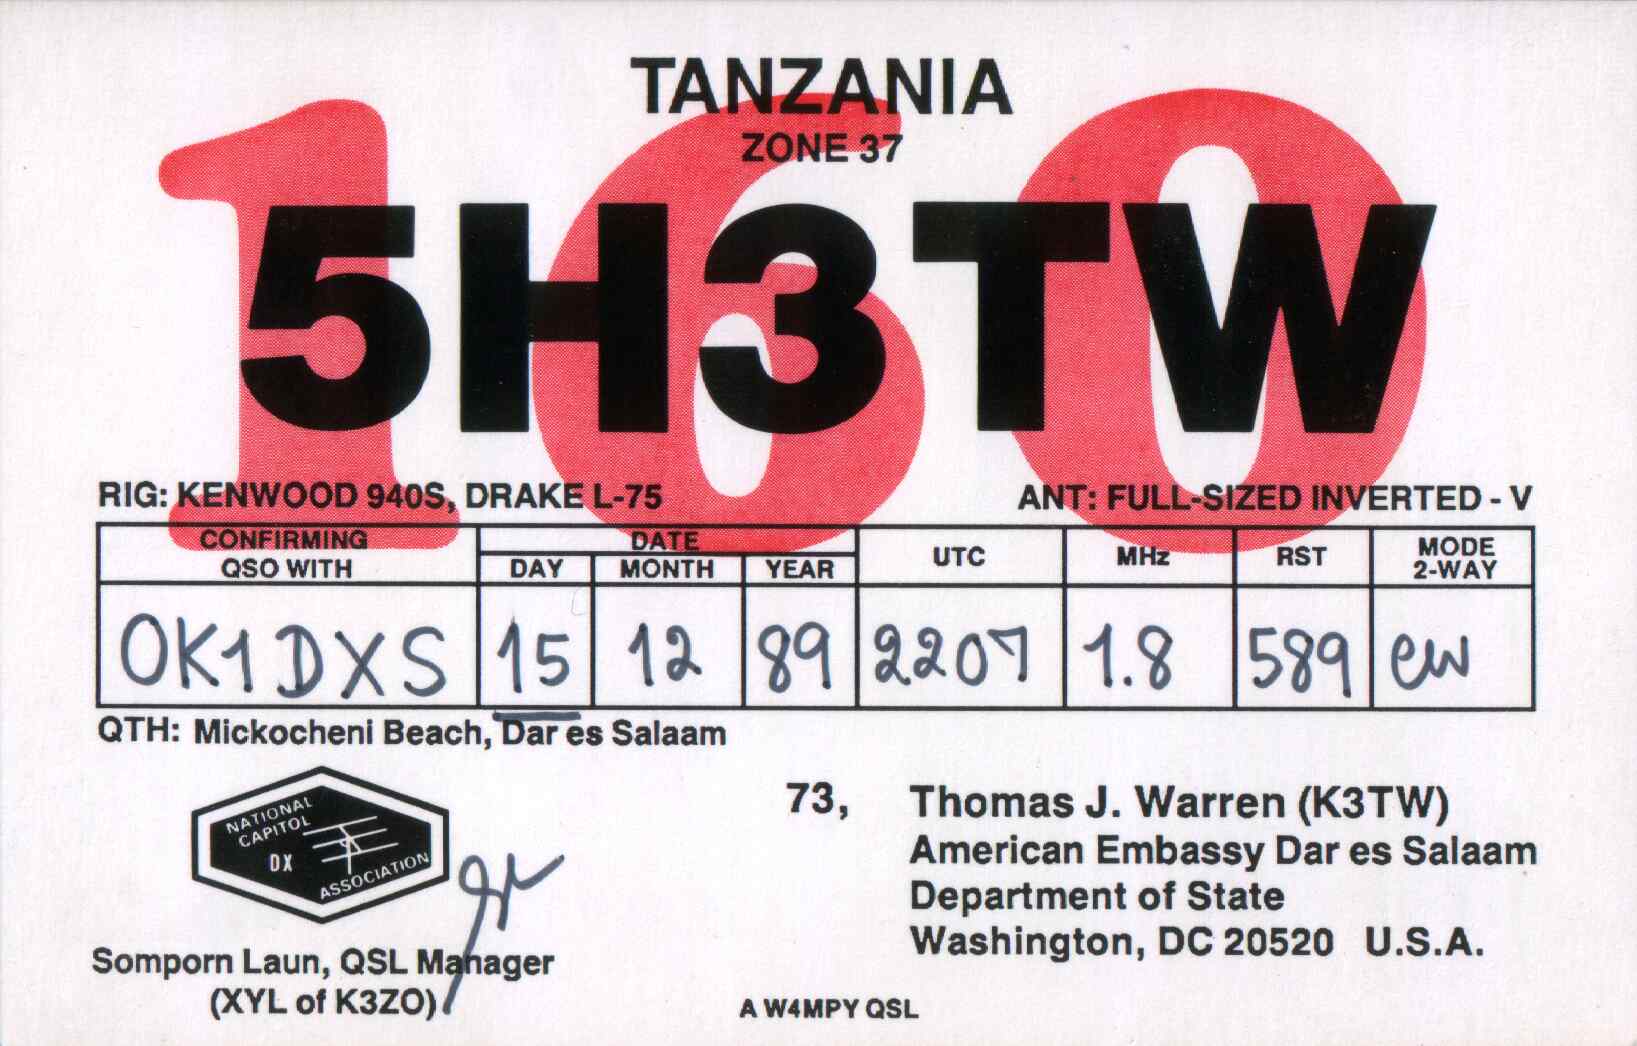 160
TANZANIA
ZONE 37
5H3TW
RIG: KENWOOD 940S, DRAKE L-75 ANT: FULL-SIZED INVERTED - V
CONFIRMING QSO WITH DATE DAY MONTH YEAR UTC MHz RST MODE 2-WAY
OK1DXS 15 12 89 2207 1.8 589 cw
QTH: Mickocheni Beach, Dar es Salaam
NATIONAL
CAPITOL
DX
ASSOCIATION
Somporn Laun, QSL Manager
(XYL of K3ZO)
73, Thomas J. Warren (K3TW)
American Embassy Dar es Salaam
Department of State
Washington, DC 20520 U.S.A.
A W4MPY QSL